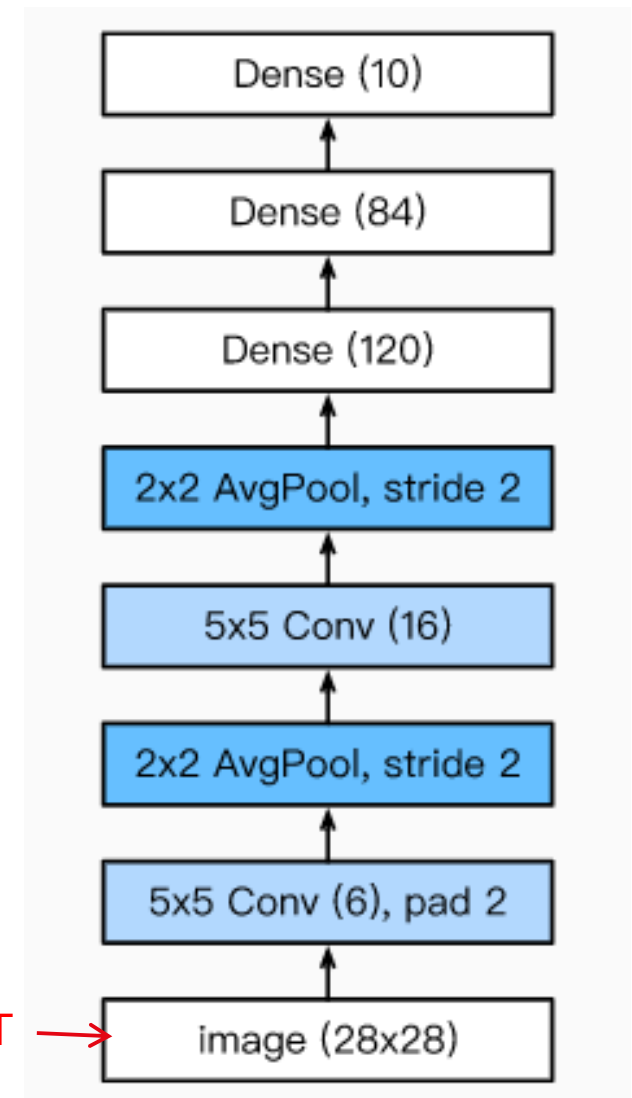 Dense (10)
Dense (84)
Dense (120)
2x2 AvgPool, stride 2
5x5 Conv (16)
2x2 AvgPool, stride 2
5x5 Conv (6), pad 2
image (28x28)